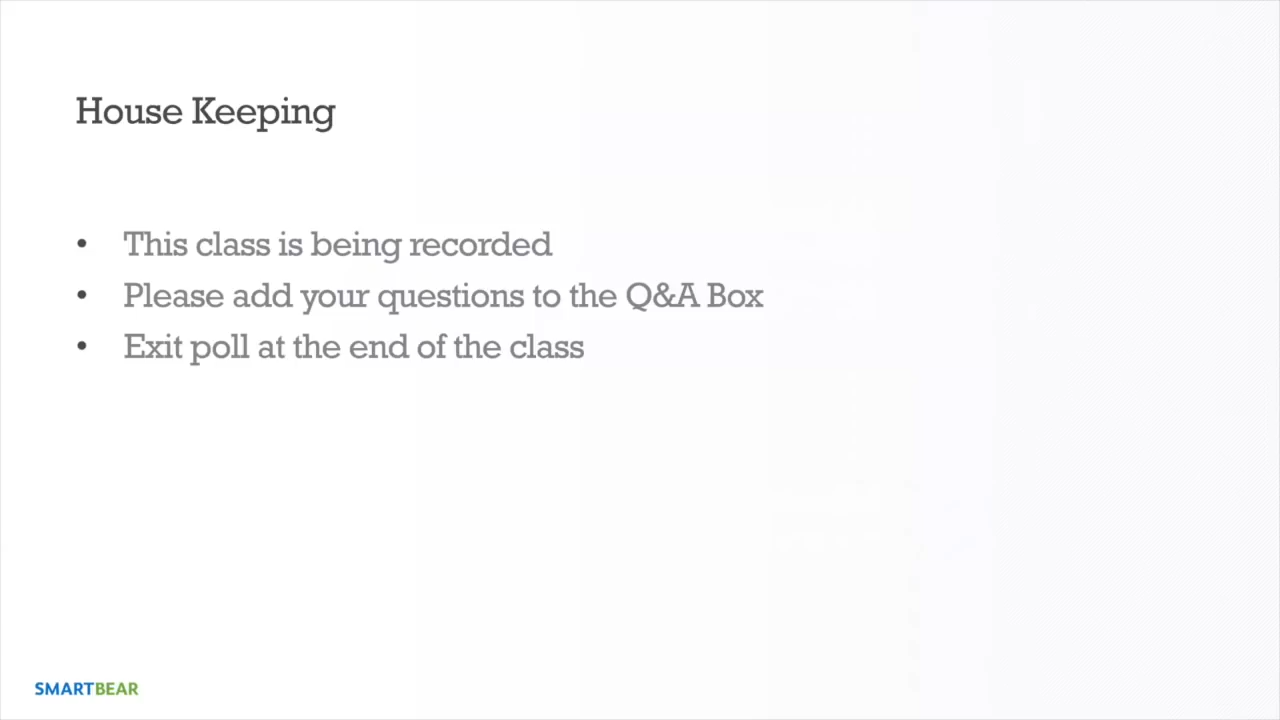 House Keeping
• This class is being recorded
• Please add your questions to the Q&A Box
• Exit poll at the end of the class
SMARTBEAR